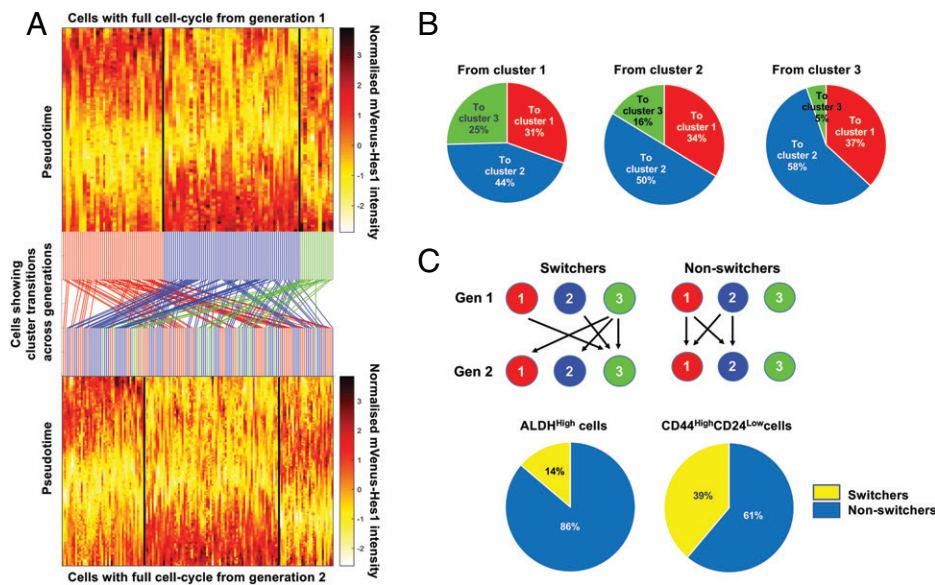 A
Cells with full cell-cycle from generation 1
Pseudotime
3
2
1
0
-1
-2
Normalised mVenus-Hes1 intensity
Cells showing
cluster transitions
across generations
Pseudotime
3
2
1
0
-1
-2
Normalised mVenus-Hes1 intensity
Cells with full cell-cycle from generation 2
B
From cluster 1
To
cluster 3
25%
To
cluster 1
31%
To
cluster 2
44%
From cluster 2
To
cluster 3
16%
To
cluster 1
34%
To
cluster 2
50%
From cluster 3
To
cluster 3
5%
To
cluster 1
37%
To
cluster 2
58%
C
Switchers
Non-switchers
Gen 1
1 2 3
1 2 3
Gen 2
1 2 3
1 2 3
ALDHHigh cells
14%
86%
CD44HighCD24Lowcells
39%
61%
Switchers
Non-switchers